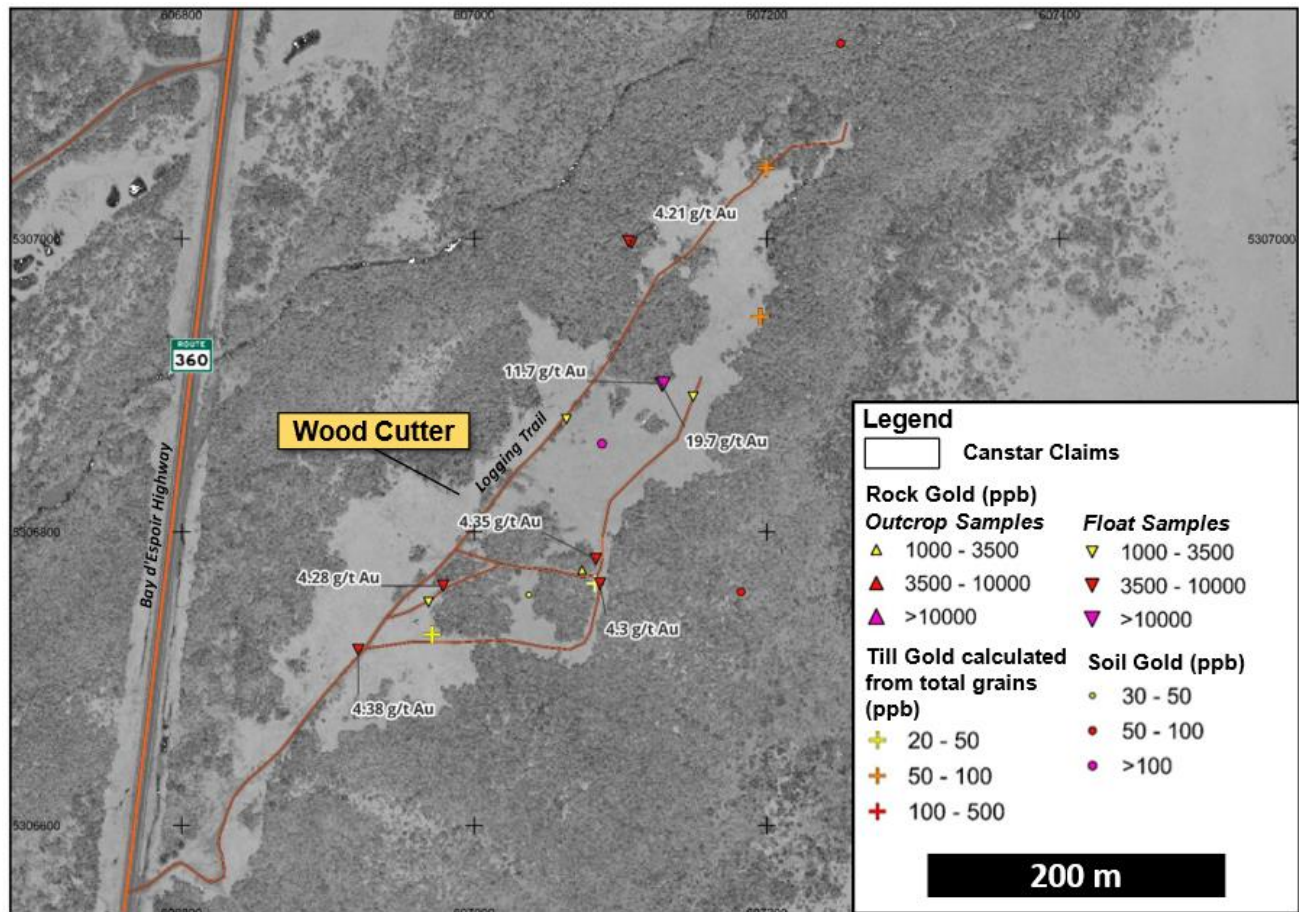 606800
607000
607200
607400
4.21 g/t Au
5307000
5307000
ROUTE
360
11.7 g/t Au
19.7 g/t Au
Wood Cutter
Logging Trail
Bay d'Espoir Highway
5306800
4.35 g/t Au
4.28 g/t Au
4.3 g/t Au
4.38 g/t Au
5306600
606800
607000
607200
Legend
Canstar Claims
Rock Gold (ppb)
Outcrop Samples
1000 - 3500
3500 - 10000
>10000
Float Samples
1000 - 3500
3500 - 10000
>10000
Till Gold calculated
from total grains
(ppb)
20 - 50
50 - 100
100 - 500
Soil Gold (ppb)
30 - 50
50 - 100
>100
200 m